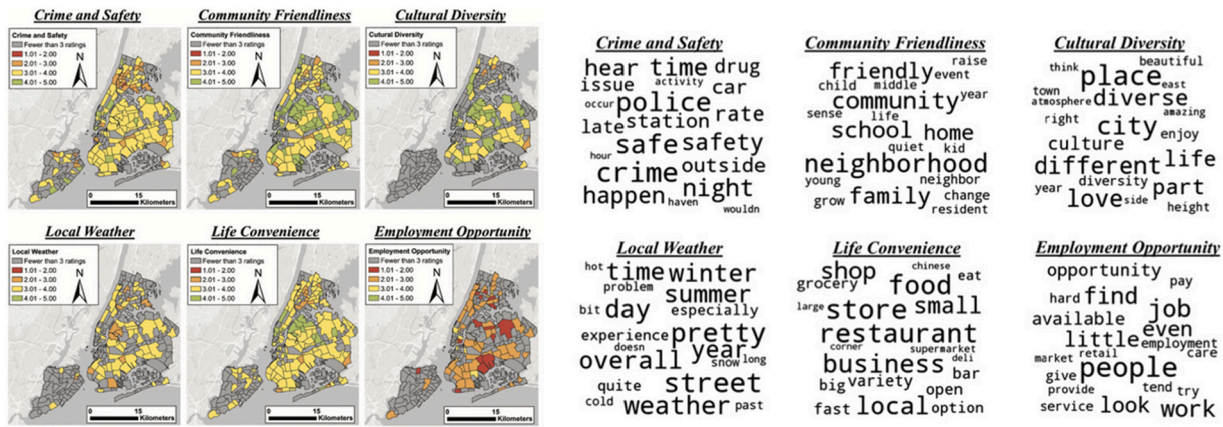 Crime and Safety
Crime and Safety
Fewer than 3 ratings
1.01 - 2.00
2.01 - 3.00
3.01 - 4.00
4.01 - 5.00
N
0 15
Kilometers
Community Friendliness
Community Friendliness
Fewer than 3 ratings
1.01 - 2.00
2.01 - 3.00
3.01 - 4.00
4.01 - 5.00
N
0 15
Kilometers
Cultural Diversity
Cutural Diversity
Fewer than 3 ratings
1.01 - 2.00
2.01 - 3.00
3.01 - 4.00
4.01 - 5.00
N
0 15
Kilometers
Local Weather
Local Weather
Fewer than 3 ratings
1.01 - 2.00
2.01 - 3.00
3.01 - 4.00
4.01 - 5.00
N
0 15
Kilometers
Life Convenience
Life Convenience
Fewer than 3 ratings
1.01 - 2.00
2.01 - 3.00
3.01 - 4.00
4.01 - 5.00
N
0 15
Kilometers
Employment Opportunity
Employment Opportunity
Fewer than 3 ratings
1.01 - 2.00
2.01 - 3.00
3.01 - 4.00
4.01 - 5.00
N
0 15
Kilometers
Crime and Safety
hear time drug
issue activity car
occur police
late station rate
safe safety
hour
crime outside
happen haven night
wouldn
Community Friendliness
raise
friendly event
child middle
community year
sense life
school home
quiet kid
neighborhood
young neighbor
grow family change
resident
Cultural Diversity
beautiful
think place east
town
atmosphere diverse
right amazing
city enjoy
culture
different life
year diversity part
love side
height
Local Weather
hot time winter
problem
summer
bit day especially
experience pretty
doesn
overall year
snow long
quite street
cold weather past
Life Convenience
shop chinese
grocery food eat
large store small
restaurant
corner supermarket
business deli
bar
big variety
open
fast local option
Employment Opportunity
opportunity
pay
hard find
available job
even
little employment
retail care
market people
give
provide tend try
service look work